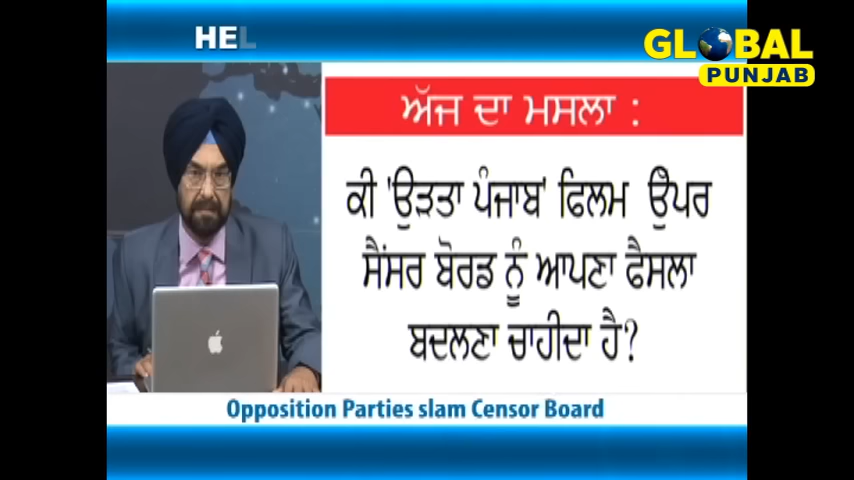 HEL
GLOBAL
PUNJAB
ਅੱਜ ਦਾ ਮਸਲਾ :
ਕੀ 'ਉੜਤਾ ਪੰਜਾਬ' ਫਿਲਮ ਉੱਪਰ
ਸੈਂਸਰ ਬੋਰਡ ਨੂੰ ਆਪਣਾ ਫੈਸਲਾ
ਬਦਲਣਾ ਚਾਹੀਦਾ ਹੈ?
Opposition Parties slam Censor Board